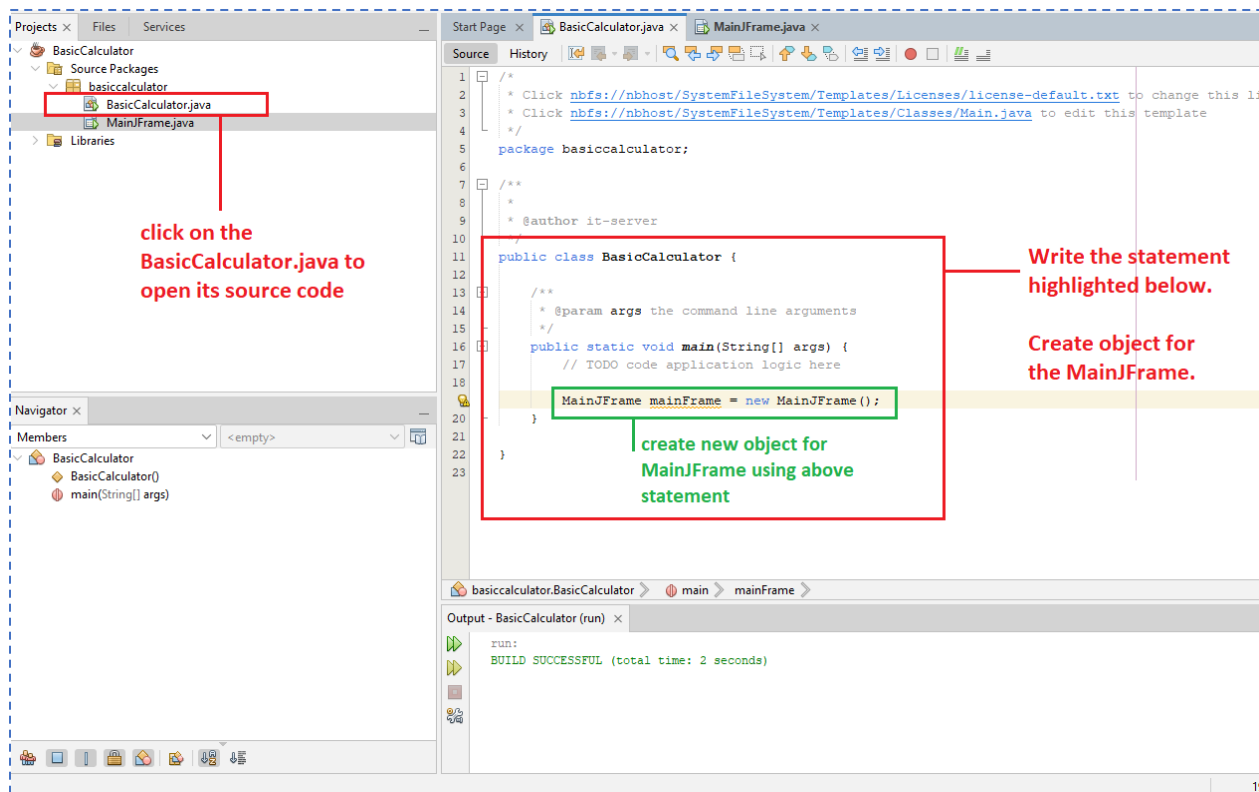 Projects × Files Services
BasicCalculator
Source Packages
basiccalculator
BasicCalculator.java
MainJFrame.java
Libraries
click on the
BasicCalculator.java to
open its source code
Navigator ×
Members <empty>
BasicCalculator
BasicCalculator()
main(String[] args)
Start Page × BasicCalculator.java × MainJFrame.java ×
Source History
1 /*
2 * Click nbfs://nbhost/SystemFileSystem/Templates/Licenses/license-default.txt to change this li
3 * Click nbfs://nbhost/SystemFileSystem/Templates/Classes/Main.java to edit this template
4 */
5 package basiccalculator;
6
7 /**
8 *
9 * @author it-server
10 */
11 public class BasicCalculator {
12
13 /**
14 * @param args the command line arguments
15 */
16 public static void main(String[] args) {
17 // TODO code application logic here
18
MainJFrame mainFrame = new MainJFrame();
20 }
21
22 }
23
Write the statement
highlighted below.
Create object for
the MainJFrame.
create new object for
MainJFrame using above
statement
basiccalculator.BasicCalculator main mainFrame
Output - BasicCalculator (run) ×
run:
BUILD SUCCESSFUL (total time: 2 seconds)